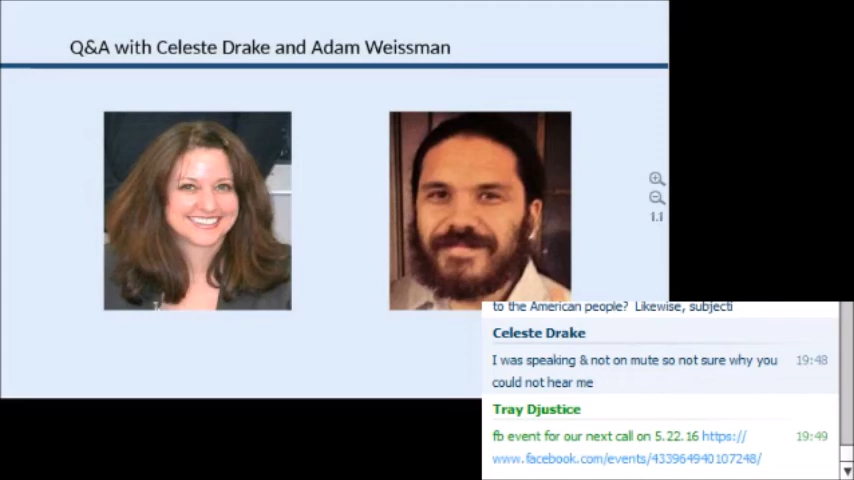 Q&A with Celeste Drake and Adam Weissman
1.1
to the American people? Likewise, subjecti
Celeste Drake
I was speaking & not on mute so not sure why you 19:48
could not hear me
Tray Djustice
fb event for our next call on 5.22.16 https:// 19:49
www.facebook.com/events/433964940107248/